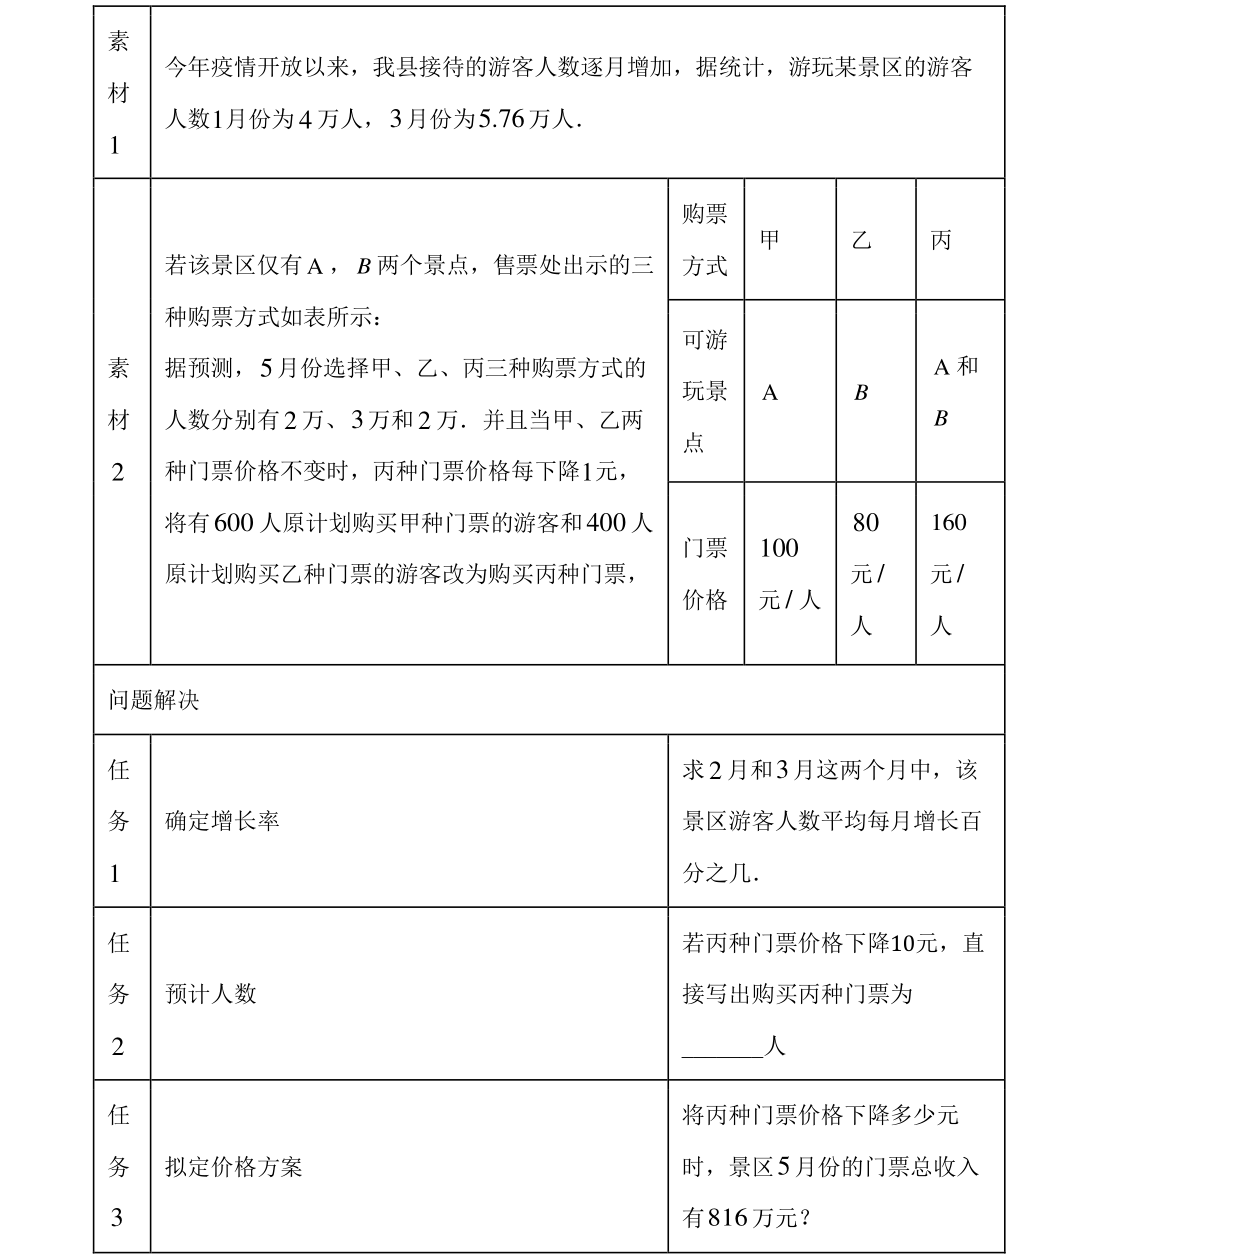 素材1
今年疫情开放以来，我县接待的游客人数逐月增加，据统计，游玩某景区的游客
人数1月份为4万人，3月份为5.76万人．
素材2
若该景区仅有A，B两个景点，售票处出示的三
种购票方式如表所示：
据预测，5月份选择甲、乙、丙三种购票方式的
人数分别有2万、3万和2万．并且当甲、乙两
种门票价格不变时，丙种门票价格每下降1元，
将有600人原计划购买甲种门票的游客和400人
原计划购买乙种门票的游客改为购买丙种门票，
购票方式 甲 乙 丙
可游玩景点 A B A和B
门票价格 100元/人 80元/人 160元/人
问题解决
任务1
确定增长率
求2月和3月这两个月中，该
景区游客人数平均每月增长百
分之几．
任务2
预计人数
若丙种门票价格下降10元，直
接写出购买丙种门票为
_______人
任务3
拟定价格方案
将丙种门票价格下降多少元
时，景区5月份的门票总收入
有816万元？